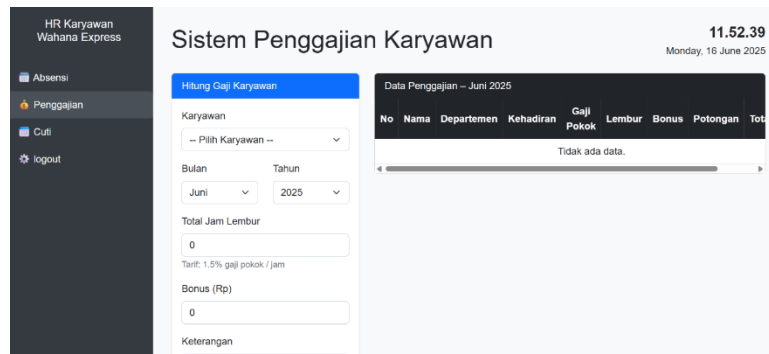 HR Karyawan
Wahana Express
Absensi
Penggajian
Cuti
logout
Sistem Penggajian Karyawan
11.52.39
Monday, 16 June 2025
Hitung Gaji Karyawan
Karyawan
-- Pilih Karyawan --
Bulan Tahun
Juni 2025
Total Jam Lembur
0
Tarif: 1.5% gaji pokok / jam
Bonus (Rp)
0
Keterangan
Data Penggajian – Juni 2025
No Nama Departemen Kehadiran Gaji Pokok Lembur Bonus Potongan
Tidak ada data.